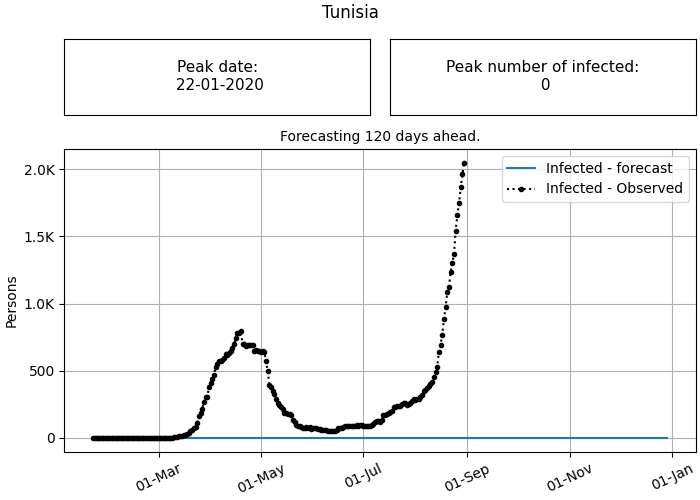 Tunisia
Peak date:
22-01-2020
Peak number of infected:
0
Forecasting 120 days ahead.
Infected - forecast
Infected - Observed
Persons
2.0K
1.5K
1.0K
500
0
01-Mar
01-May
01-Jul
01-Sep
01-Nov
01-Jan